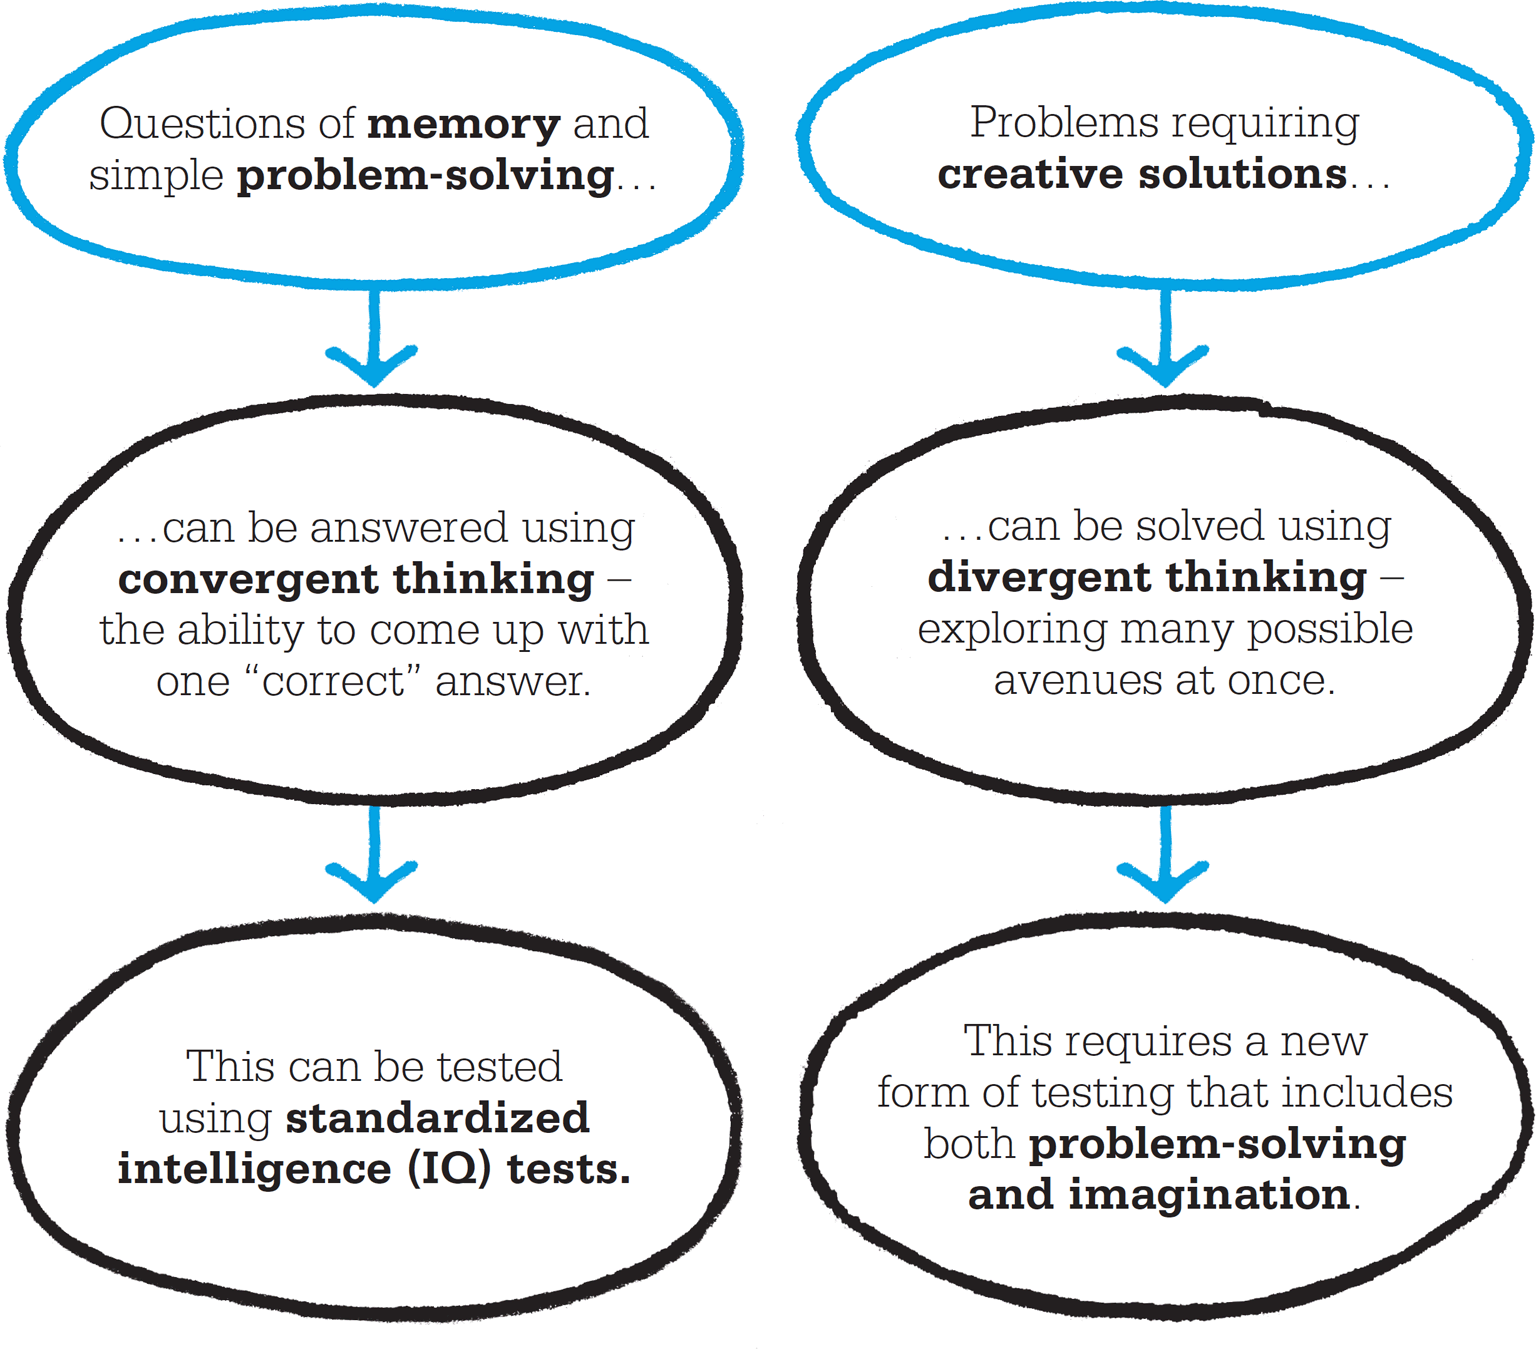 Questions of memory and
simple problem-solving…
…can be answered using
convergent thinking –
the ability to come up with
one “correct” answer.
This can be tested
using standardized
intelligence (IQ) tests.
Problems requiring
creative solutions…
…can be solved using
divergent thinking –
exploring many possible
avenues at once.
This requires a new
form of testing that includes
both problem-solving
and imagination.